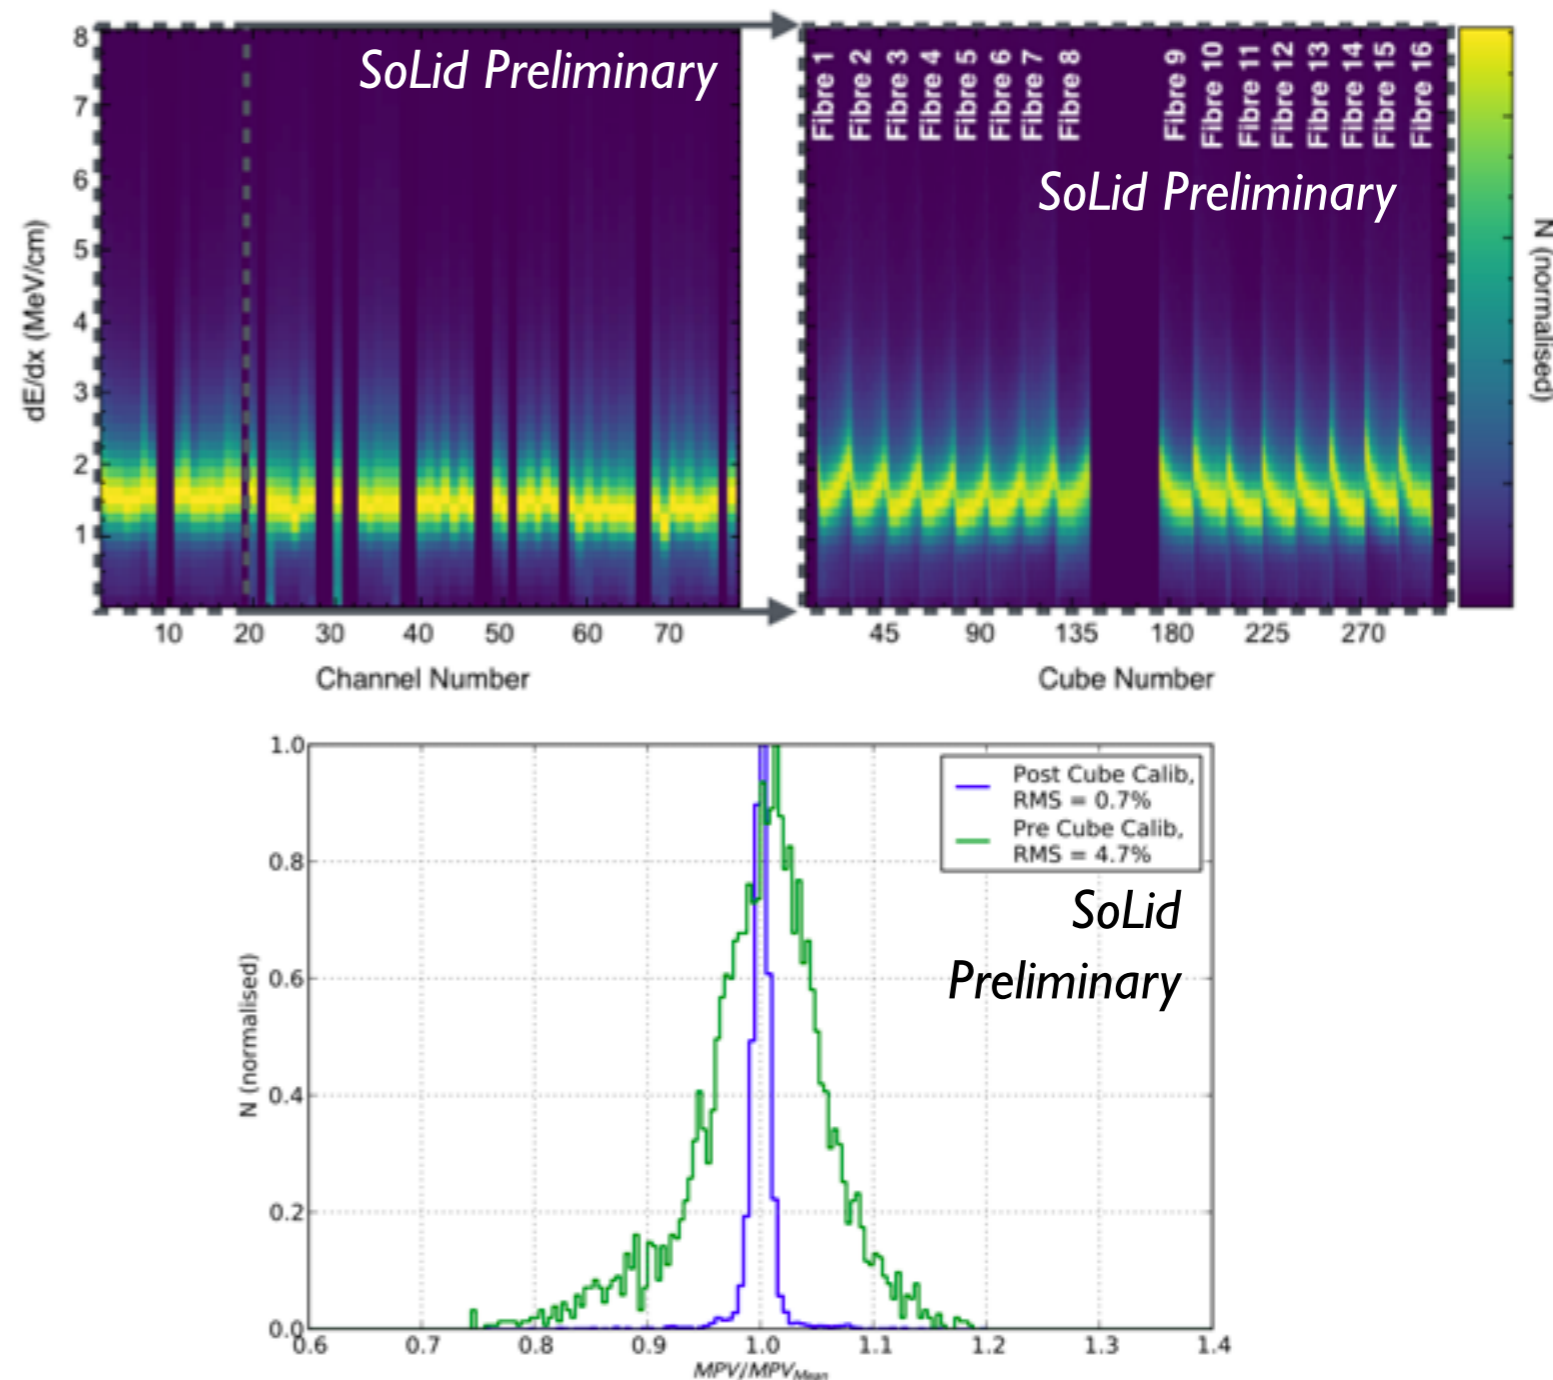 SoLid Preliminary
8
7
6
5
4
3
2
1
dE/dx (MeV/cm)
10 20 30 40 50 60 70
Channel Number
Fibre 1
Fibre 2
Fibre 3
Fibre 4
Fibre 5
Fibre 6
Fibre 7
Fibre 8
Fibre 9
Fibre 10
Fibre 11
Fibre 12
Fibre 13
Fibre 14
Fibre 15
Fibre 16
SoLid Preliminary
45 90 135 180 225 270
Cube Number
N (normalised)
1.0
0.8
0.6
0.4
0.2
0.0
N (normalised)
Post Cube Calib,
RMS = 0.7%
Pre Cube Calib,
RMS = 4.7%
SoLid
Preliminary
0.6 0.7 0.8 0.9 1.0 1.1 1.2 1.3 1.4
MPV/MPV_Mean